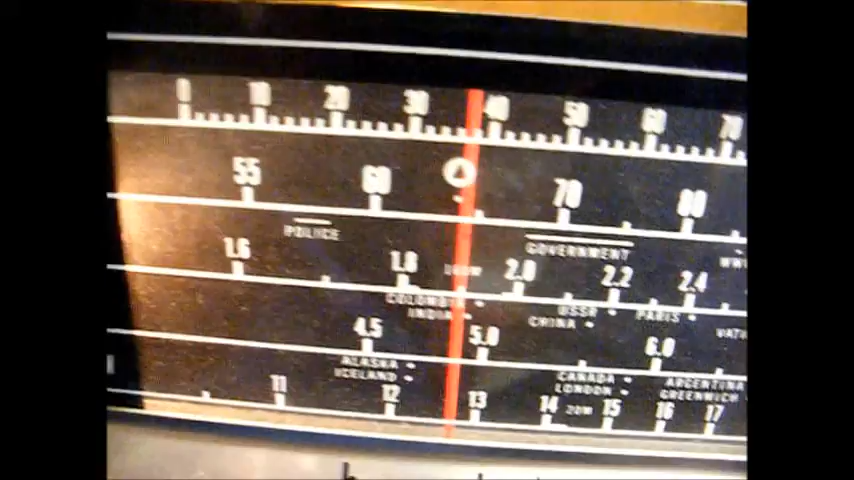 0 10 20 30 40 50 60 70
55 60 70 80
POLICE GOVERNMENT
1.6 1.8 2.0 2.2 2.4
COLOMBIA USSR PARIS
INDIA CHINA
4.5 5.0 6.0
ALASKA CANADA ARGENTINA
ICELAND LONDON GREENWICH
11 12 13 14 20M 15 16 17